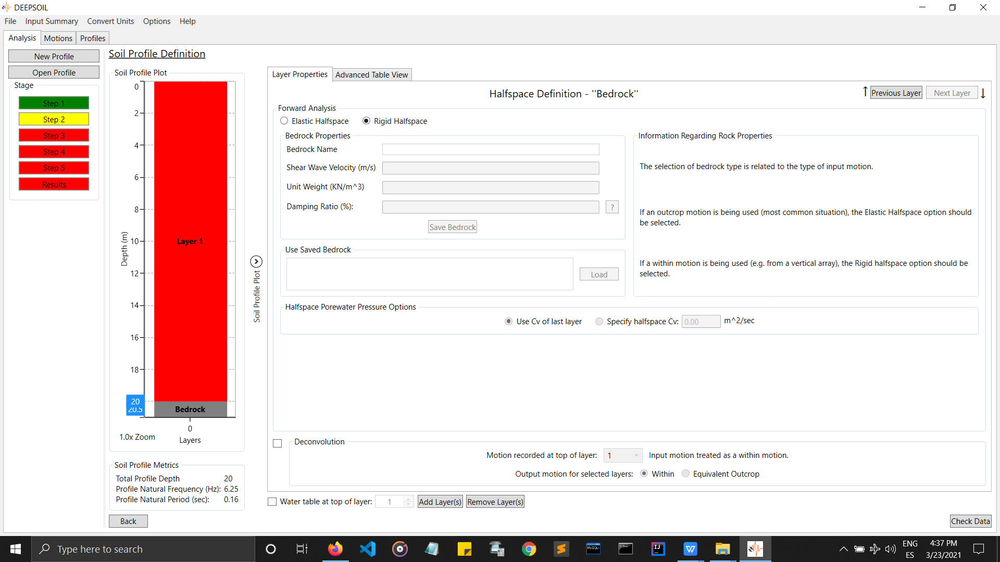 DEEPSOIL
File Input Summary Convert Units Options Help
Analysis Motions Profiles
New Profile
Open Profile
Stage
Step 1
Step 2
Step 3
Step 4
Step 5
Results
Soil Profile Definition
Soil Profile Plot
0
2
4
6
8
10
12
14
16
18
20
20.5
Depth (m)
Layer 1
Bedrock
0
Layers
1.0x Zoom
Soil Profile Plot
Soil Profile Metrics
Total Profile Depth 20
Profile Natural Frequency (Hz): 6.25
Profile Natural Period (sec): 0.16
Back
Layer Properties Advanced Table View
Halfspace Definition - "Bedrock"
Previous Layer Next Layer
Forward Analysis
Elastic Halfspace Rigid Halfspace
Bedrock Properties
Bedrock Name
Shear Wave Velocity (m/s)
Unit Weight (KN/m^3)
Damping Ratio (%):
?
Save Bedrock
Use Saved Bedrock
Load
Information Regarding Rock Properties
The selection of bedrock type is related to the type of input motion.
If an outcrop motion is being used (most common situation), the Elastic Halfspace option should
be selected.
If a within motion is being used (e.g. from a vertical array), the Rigid halfspace option should be
selected.
Halfspace Porewater Pressure Options
Use Cv of last layer Specify halfspace Cv: 0.00 m^2/sec
Deconvolution
Motion recorded at top of layer: 1 Input motion treated as a within motion.
Output motion for selected layers: Within Equivalent Outcrop
Water table at top of layer: 1 Add Layer(s) Remove Layer(s)
Check Data
Type here to search
MySQL
IJ
W
ENG
ES
4:37 PM
3/23/2021